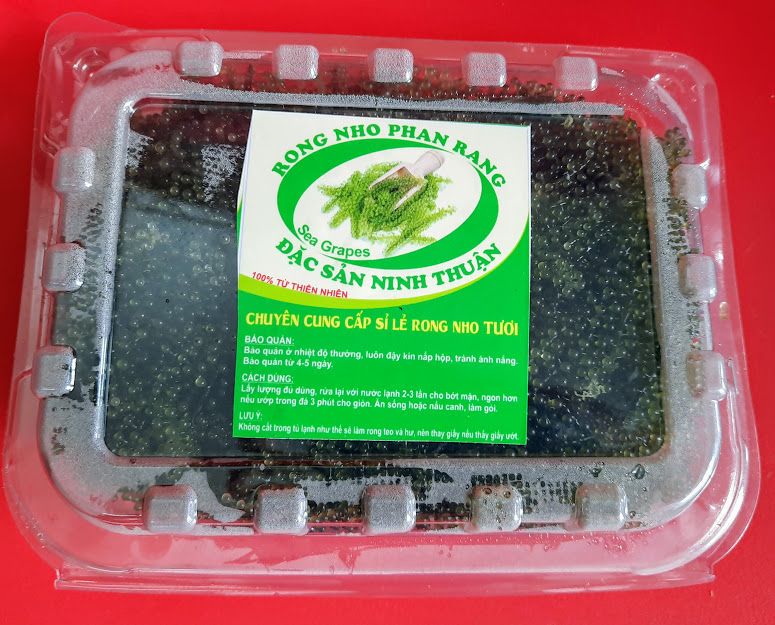 RONG NHO PHAN RANG
Sea Grapes
ĐẶC SẢN NINH THUẬN
100% TỪ THIÊN NHIÊN
CHUYÊN CUNG CẤP SỈ LẺ RONG NHO TƯƠI
BẢO QUẢN:
Bảo quản ở nhiệt độ thường, luôn đậy kín nắp hộp, tránh ánh nắng.
Bảo quản từ 4-5 ngày.
CÁCH DÙNG:
Lấy lượng đủ dùng, rửa lại với nước lạnh 2-3 lần cho bớt mặn, ngon hơn
nếu ướp trong đá 3 phút cho giòn. Ăn sống hoặc nấu canh, làm gỏi.
LƯU Ý:
Không cất trong tủ lạnh như thế sẽ làm rong teo và hư, nên thay giấy nếu thấy giấy ướt.